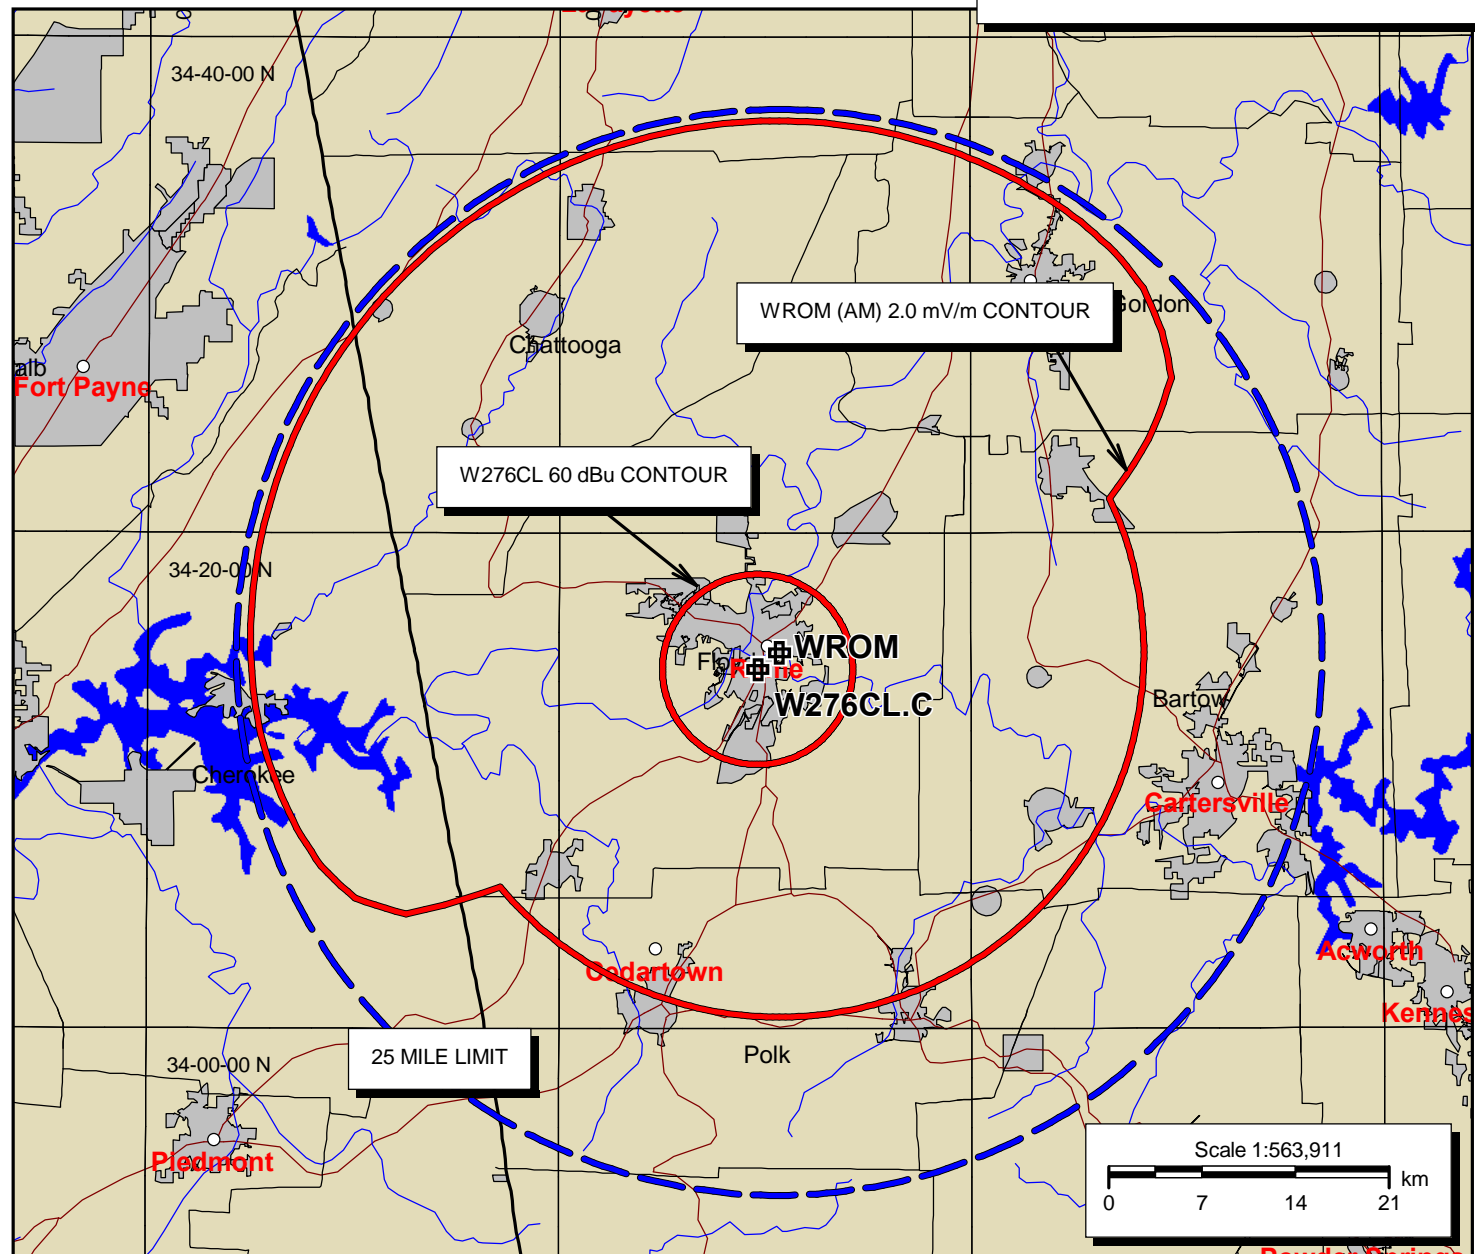 34-40-00 N
WROM (AM) 2.0 mV/m CONTOUR
Gordon
Chattooga
Fort Payne
W276CL 60 dBu CONTOUR
34-20-00 N
WROM
W276CL.C
Bartow
Cherokee
Cartersville
Acworth
Cedartown
25 MILE LIMIT
Polk
34-00-00 N
Piedmont
Scale 1:563,911
km
0 7 14 21